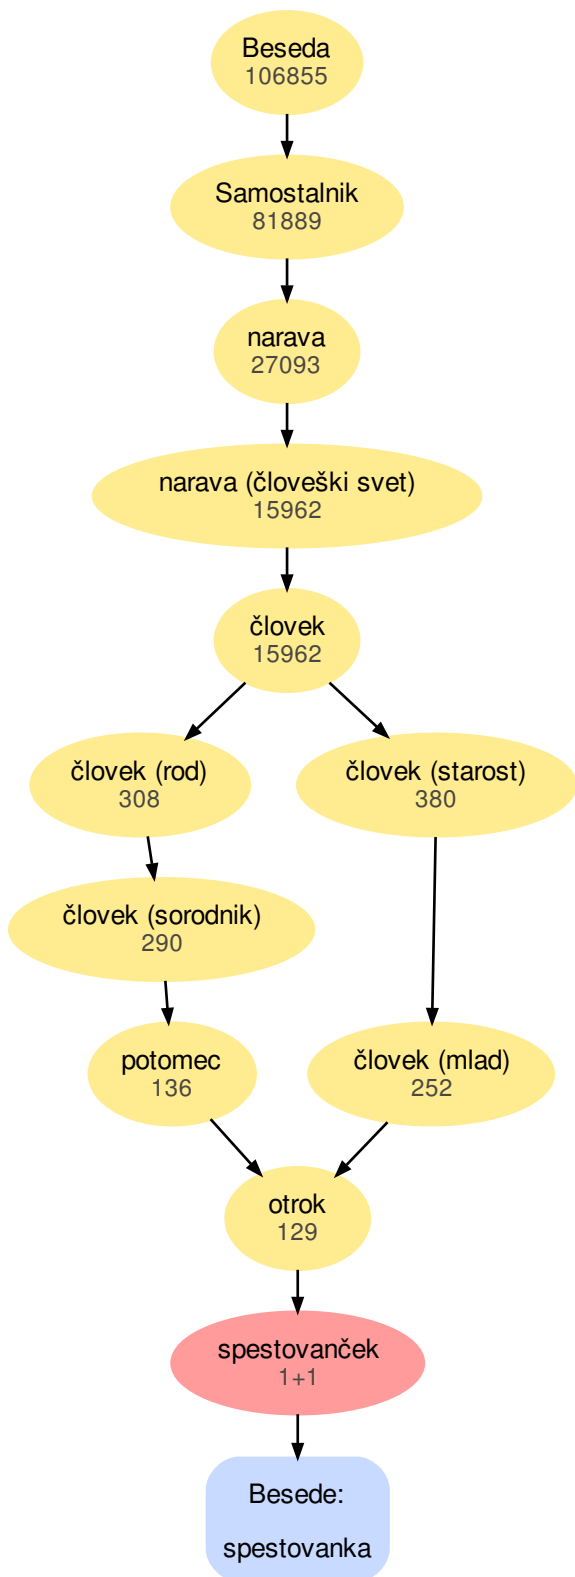 Beseda
106855
Samostalnik
81889
narava
27093
narava (človeški svet)
15962
človek
15962
človek (rod)
308
človek (starost)
380
človek (sorodnik)
290
potomec
136
človek (mlad)
252
otrok
129
spestovanček
1+1
Besede:
spestovanka